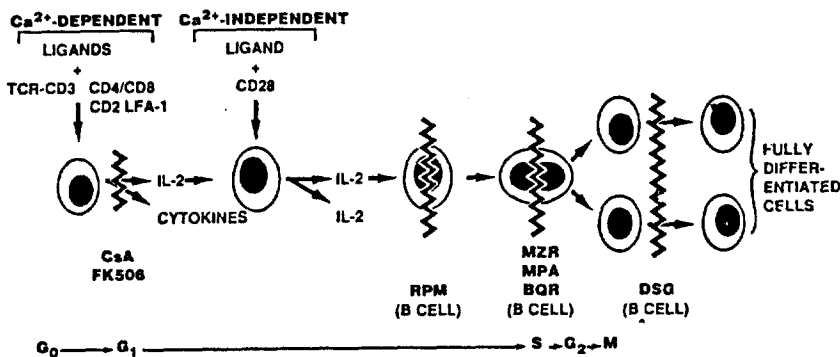 Ca2+-DEPENDENT
Ca2+-INDEPENDENT
LIGANDS
+
TCR-CD3 CD4/CD8
CD2 LFA-1
LIGAND
+
CD28
IL-2
CYTOKINES
IL-2
IL-2
FULLY
DIFFER-
ENTIATED
CELLS
CsA
FK506
RPM
(B CELL)
MZR
MPA
BQR
(B CELL)
DSG
(B CELL)
G0 G1 S G2 M